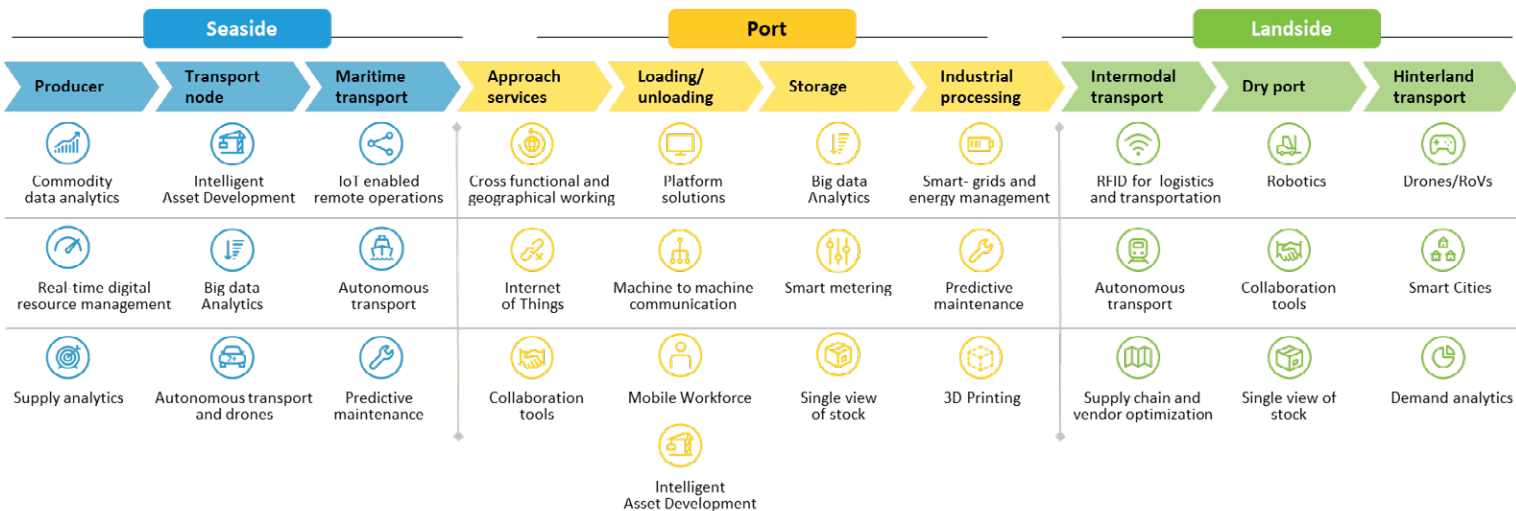 Seaside
Port
Landside
Producer
Transport
node
Maritime
transport
Approach
services
Loading/
unloading
Storage
Industrial
processing
Intermodal
transport
Dry port
Hinterland
transport
Commodity
data analytics
Intelligent
Asset Development
IoT enabled
remote operations
Cross functional and
geographical working
Platform
solutions
Big data
Analytics
Smart- grids and
energy management
RFID for logistics
and transportation
Robotics
Drones/RoVs
Real-time digital
resource management
Big data
Analytics
Autonomous
transport
Internet
of Things
Machine to machine
communication
Smart metering
Predictive
maintenance
Autonomous
transport
Collaboration
tools
Smart Cities
Supply analytics
Autonomous transport
and drones
Predictive
maintenance
Collaboration
tools
Mobile Workforce
Single view
of stock
3D Printing
Supply chain and
vendor optimization
Single view of
stock
Demand analytics
Intelligent
Asset Development